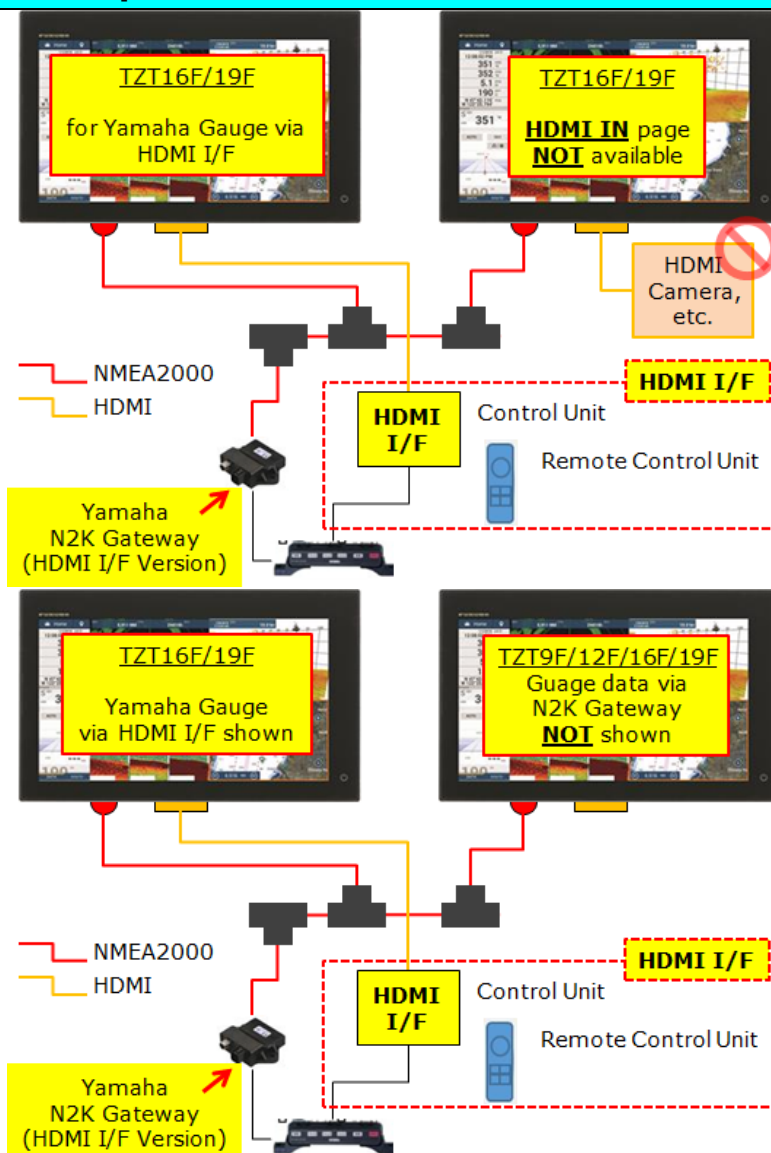 TZT16F/19F
for Yamaha Gauge via
HDMI I/F
TZT16F/19F
HDMI IN page
NOT available
HDMI
Camera,
etc.
NMEA2000
HDMI
HDMI I/F
HDMI
I/F
Control Unit
Remote Control Unit
Yamaha
N2K Gateway
(HDMI I/F Version)
TZT16F/19F
Yamaha Gauge
via HDMI I/F shown
TZT9F/12F/16F/19F
Guage data via
N2K Gateway
NOT shown
NMEA2000
HDMI
HDMI I/F
HDMI
I/F
Control Unit
Remote Control Unit
Yamaha
N2K Gateway
(HDMI I/F Version)